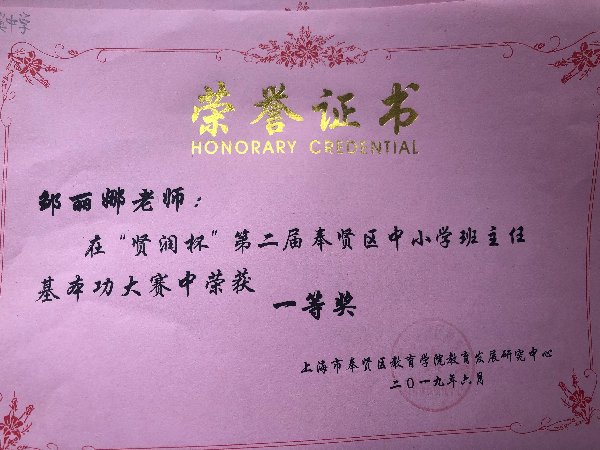 荣誉证书
HONORARY CREDENTIAL
邹丽娜老师：
在“贤润杯”第二届奉贤区中小学班主任
基本功大赛中荣获
一等奖
上海市奉贤区教育学院教育发展研究中心
二〇一九年六月